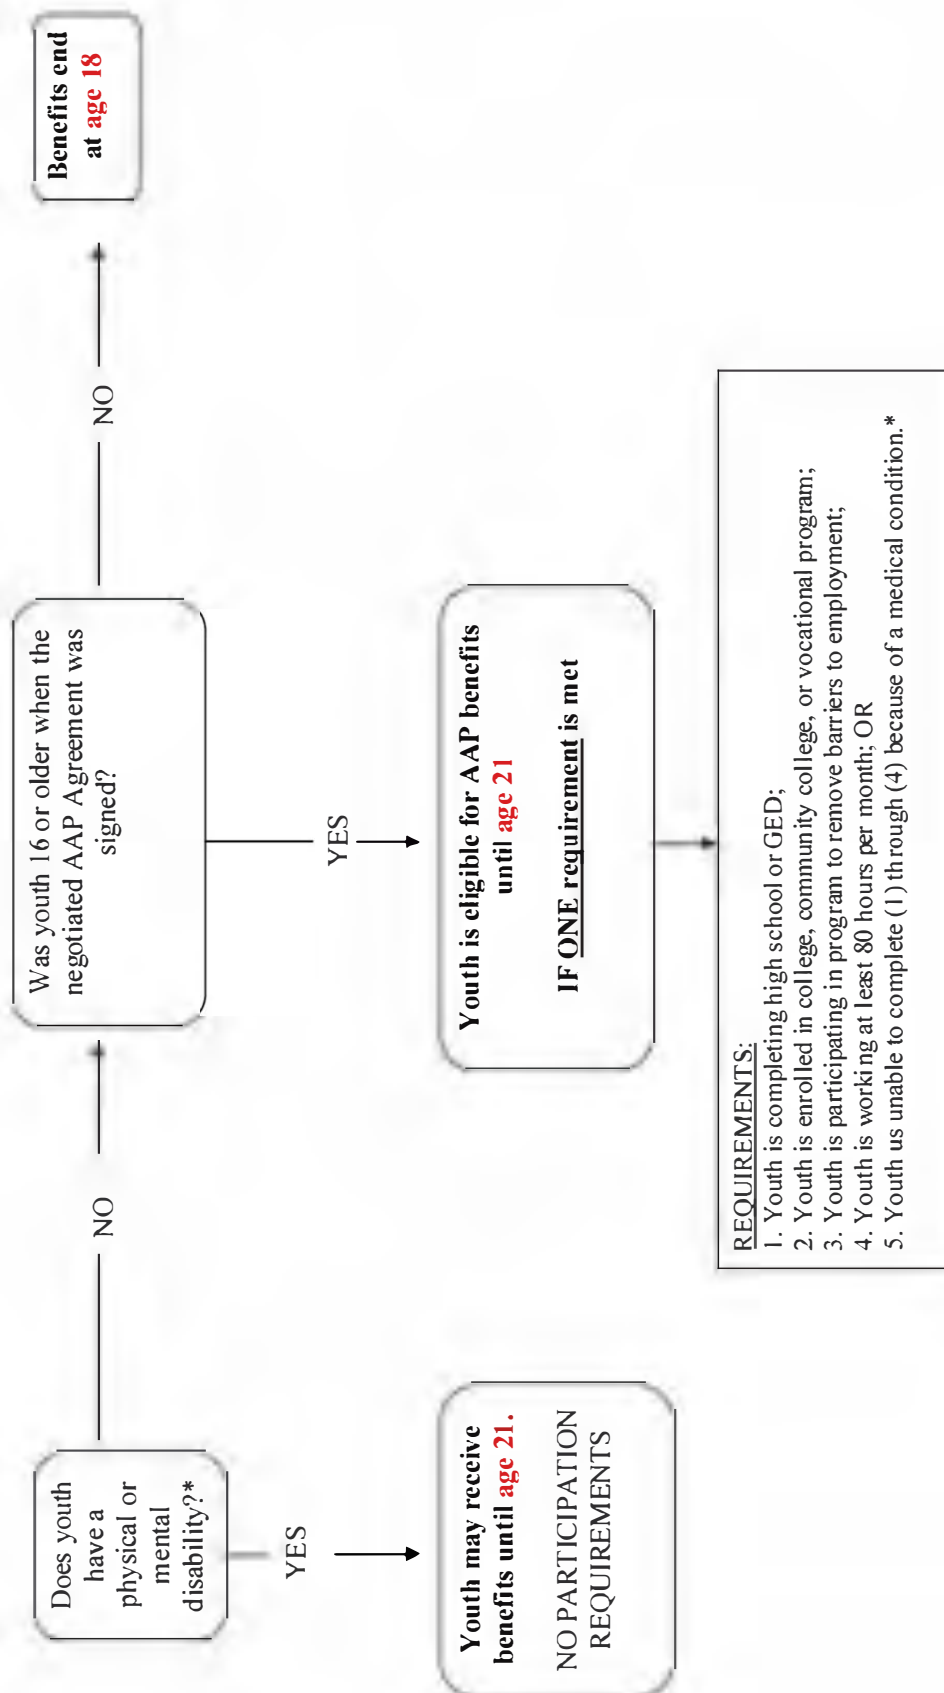 Does youth
have a
physical or
mental
disability?*
NO
Was youth 16 or older when the
negotiated AAP Agreement was
signed?
NO
Benefits end
at age 18
YES
YES
Youth may receive
benefits until age 21.
NO PARTICIPATION
REQUIREMENTS
Youth is eligible for AAP benefits
until age 21
IF ONE requirement is met
REQUIREMENTS:
1. Youth is completing high school or GED;
2. Youth is enrolled in college, community college, or vocational program;
3. Youth is participating in program to remove barriers to employment;
4. Youth is working at least 80 hours per month; OR
5. Youth us unable to complete (1) through (4) because of a medical condition.*